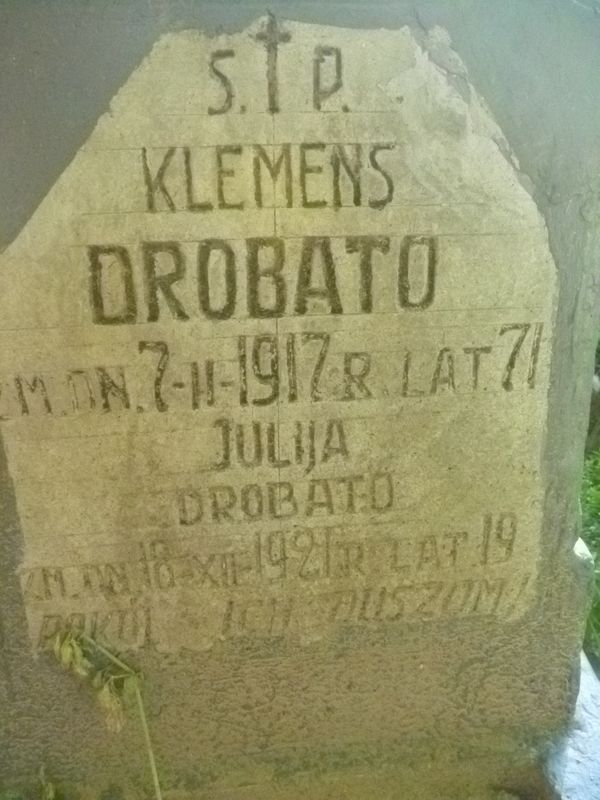 S. † P.
KLEMENS
DROBATO
ZM. DN. 7-II-1917 R. LAT. 71
JULIJA
DROBATO
ZM. DN. 18-XII-1921 R LAT. 19
POKÓJ ICH DUSZOM!